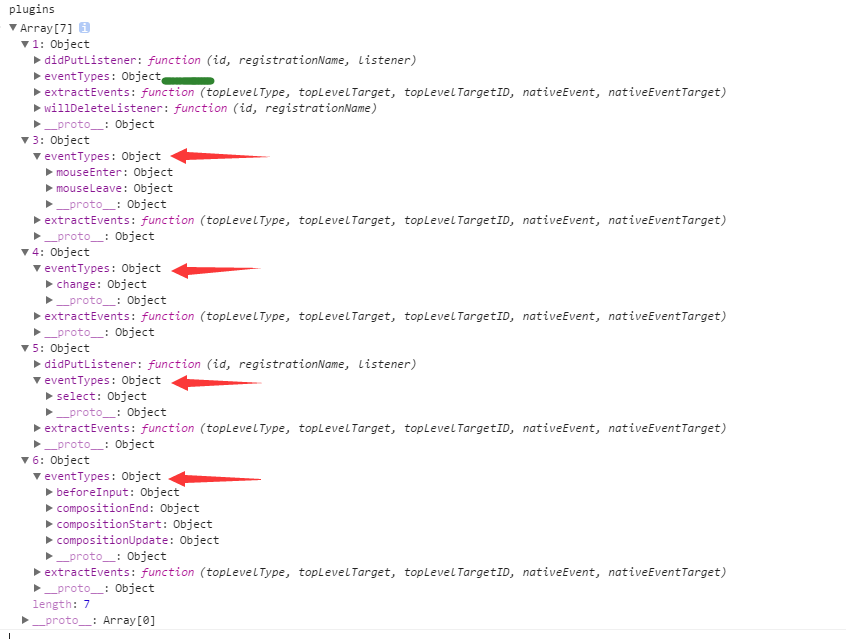 plugins
Array[7] i
1: Object
didPutListener: function (id, registrationName, listener)
eventTypes: Object
extractEvents: function (topLevelType, topLevelTarget, topLevelTargetID, nativeEvent, nativeEventTarget)
willDeleteListener: function (id, registrationName)
__proto__: Object
3: Object
eventTypes: Object
mouseEnter: Object
mouseLeave: Object
__proto__: Object
extractEvents: function (topLevelType, topLevelTarget, topLevelTargetID, nativeEvent, nativeEventTarget)
__proto__: Object
4: Object
eventTypes: Object
change: Object
__proto__: Object
extractEvents: function (topLevelType, topLevelTarget, topLevelTargetID, nativeEvent, nativeEventTarget)
__proto__: Object
5: Object
didPutListener: function (id, registrationName, listener)
eventTypes: Object
select: Object
__proto__: Object
extractEvents: function (topLevelType, topLevelTarget, topLevelTargetID, nativeEvent, nativeEventTarget)
__proto__: Object
6: Object
eventTypes: Object
beforeInput: Object
compositionEnd: Object
compositionStart: Object
compositionUpdate: Object
__proto__: Object
extractEvents: function (topLevelType, topLevelTarget, topLevelTargetID, nativeEvent, nativeEventTarget)
__proto__: Object
length: 7
__proto__: Array[0]